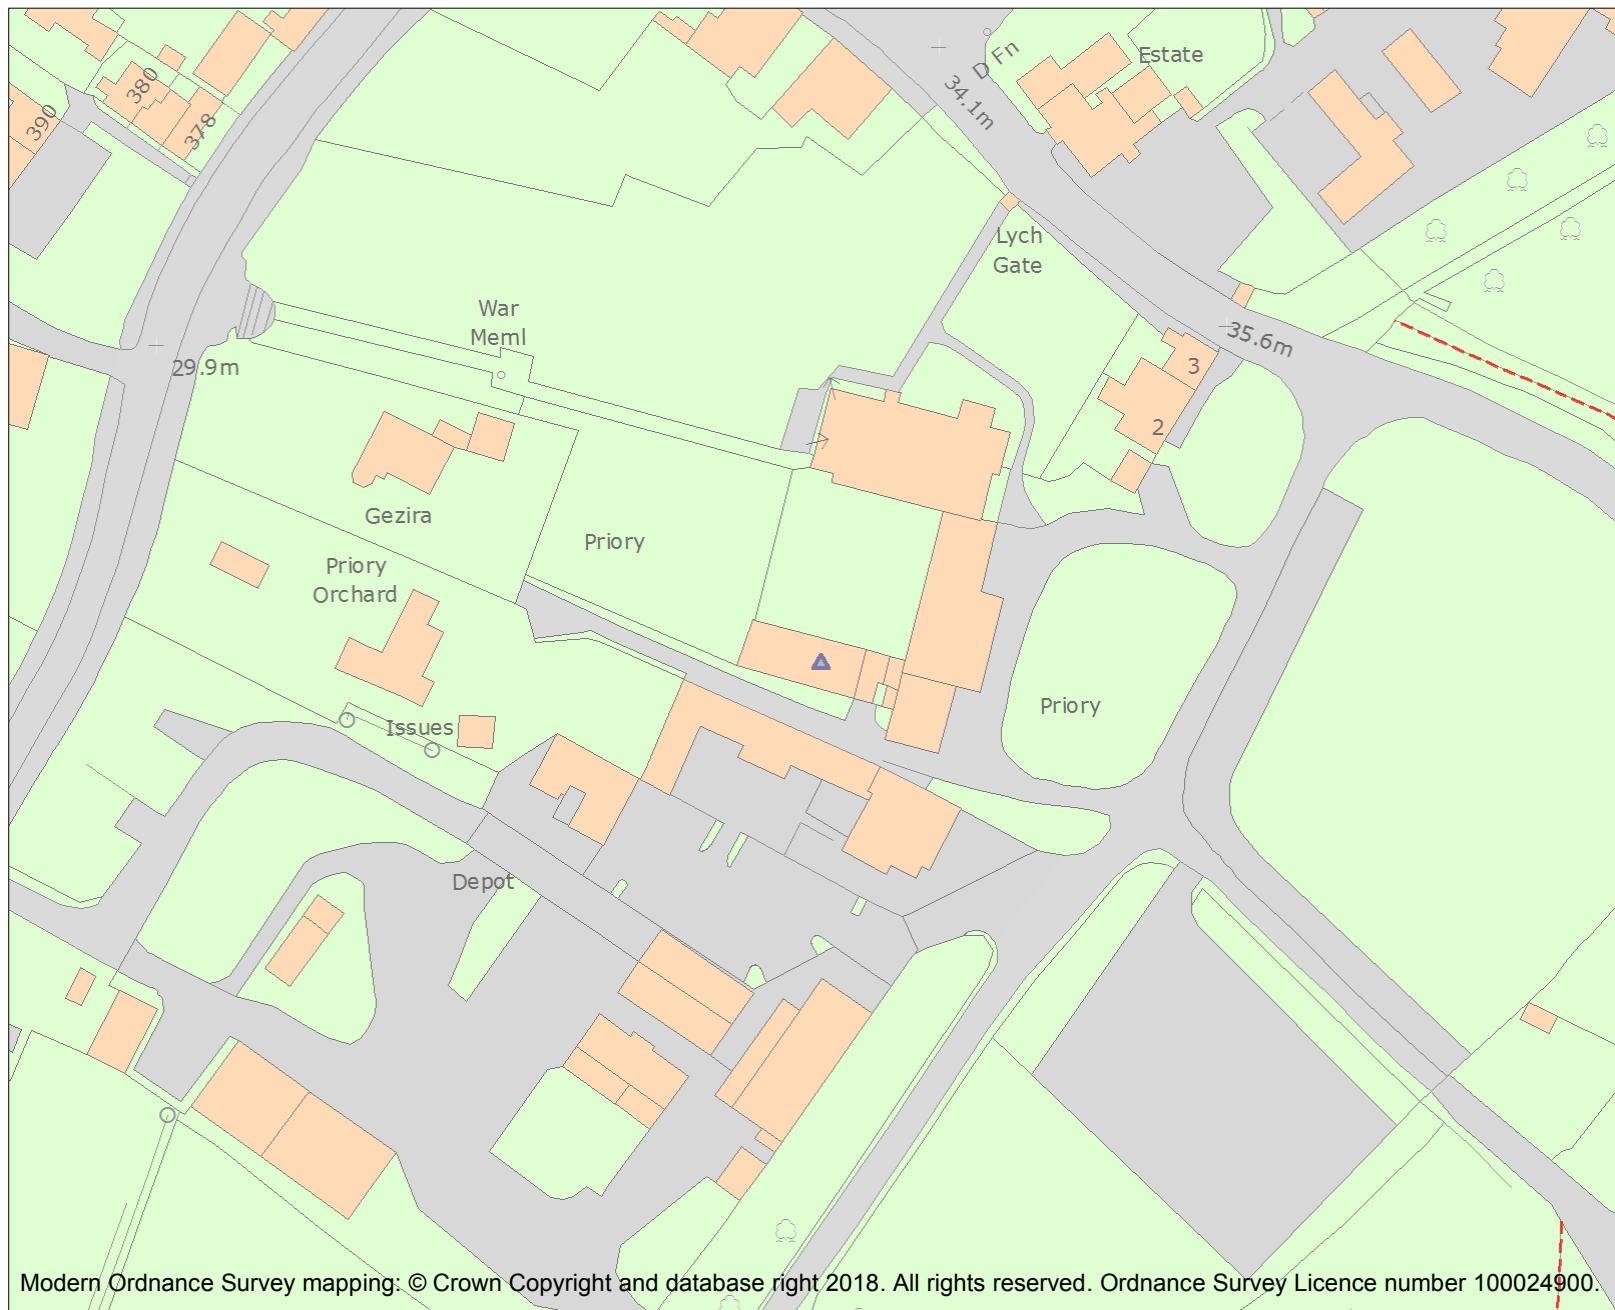 D Fn
Estate
380
34.1m
390
378
Lych
Gate
War
Meml
35.6m
29.9m
3
2
Gezira
Priory
Priory
Orchard
Priory
Issues
Depot
Modern Ordnance Survey mapping: © Crown Copyright and database right 2018. All rights reserved. Ordnance Survey Licence number 100024900.